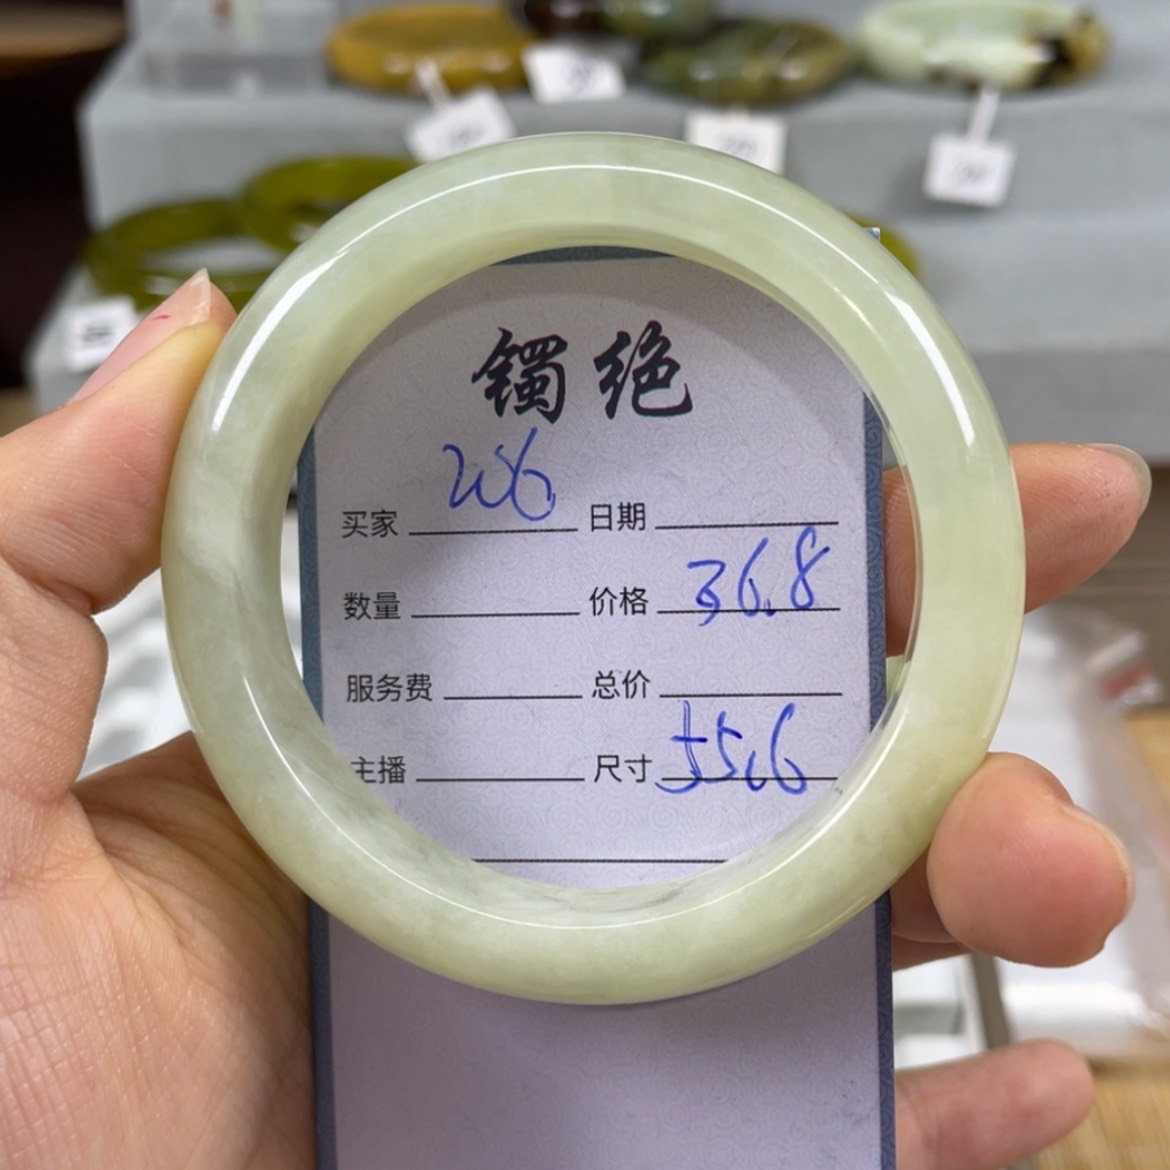 镯绝
买家 206 日期
数量 价格 36.8
服务费 总价
主播 尺寸 55.6